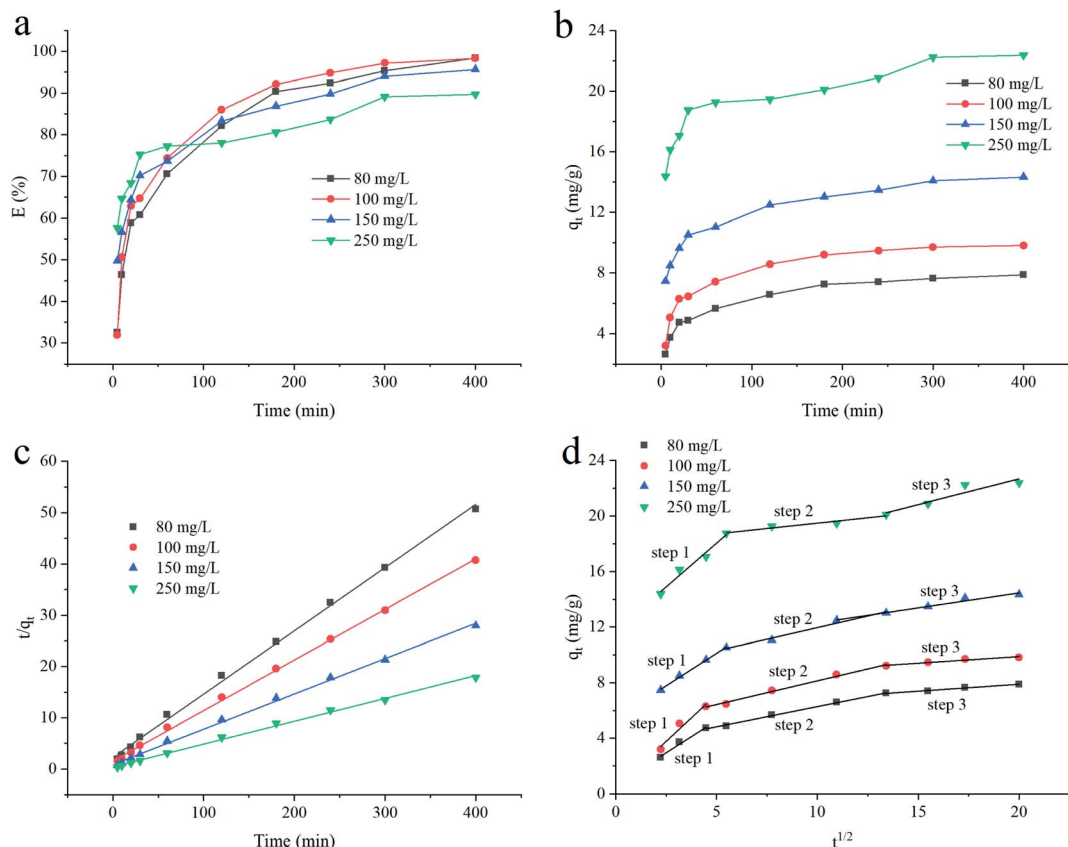 a
100
90
80
70
60
50
40
30
E (%)
80 mg/L
100 mg/L
150 mg/L
250 mg/L
0
100
200
300
400
Time (min)
b
24
20
16
12
8
4
qₜ (mg/g)
80 mg/L
100 mg/L
150 mg/L
250 mg/L
0
100
200
300
400
Time (min)
c
60
50
40
30
20
10
0
t/qₜ
80 mg/L
100 mg/L
150 mg/L
250 mg/L
0
100
200
300
400
Time (min)
d
80 mg/L
100 mg/L
150 mg/L
250 mg/L
24
20
16
12
8
4
0
qₜ (mg/g)
step 1
step 2
step 3
step 1
step 2
step 3
step 1
step 2
step 3
step 1
step 2
step 3
0
5
10
15
20
t^1/2